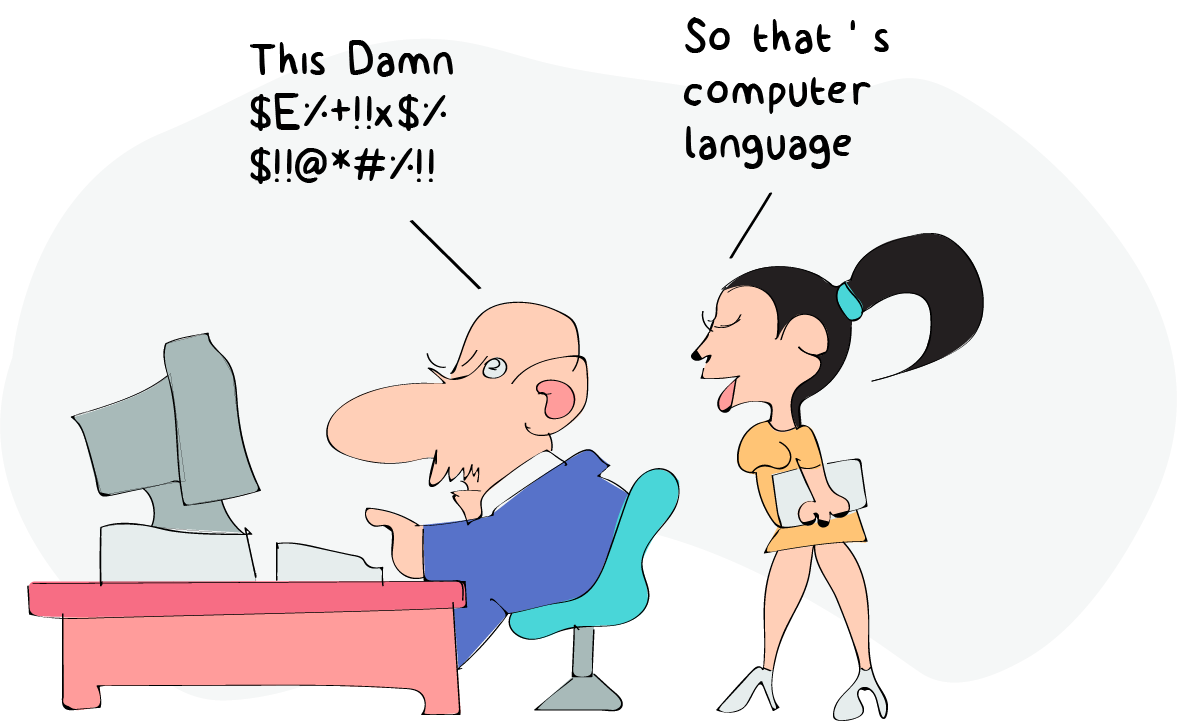 This Damn
$E%+!!x$%
$!!@*#%!!
So that ' s
computer
language